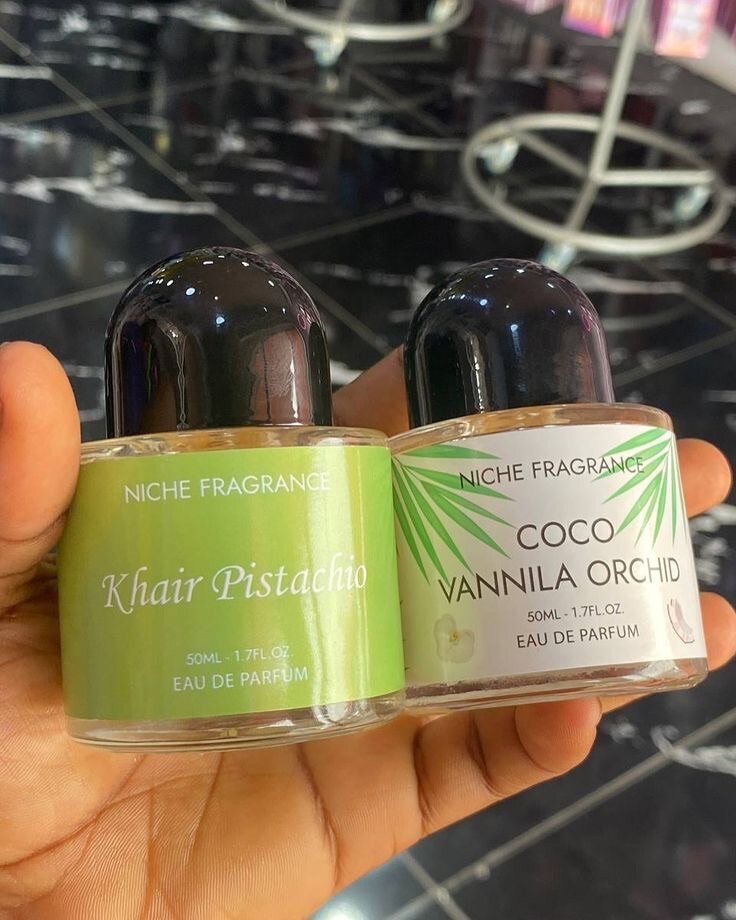 NICHE FRAGRANCE
Khair Pistachio
50ML - 1.7FL.OZ.
EAU DE PARFUM
NICHE FRAGRANCE
COCO
VANNILA ORCHID
50ML - 1.7FL.OZ.
EAU DE PARFUM